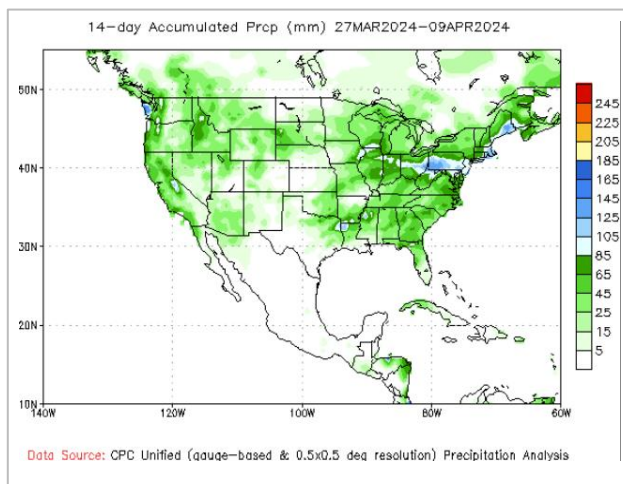 14-day Accumulated Prcp (mm) 27MAR2024-09APR2024
50N
40N
30N
20N
10N
140W
120W
100W
80W
60W
245
225
205
185
165
145
125
105
85
65
45
25
15
5
Data Source: CPC Unified (gauge-based & 0.5x0.5 deg resolution) Precipitation Analysis